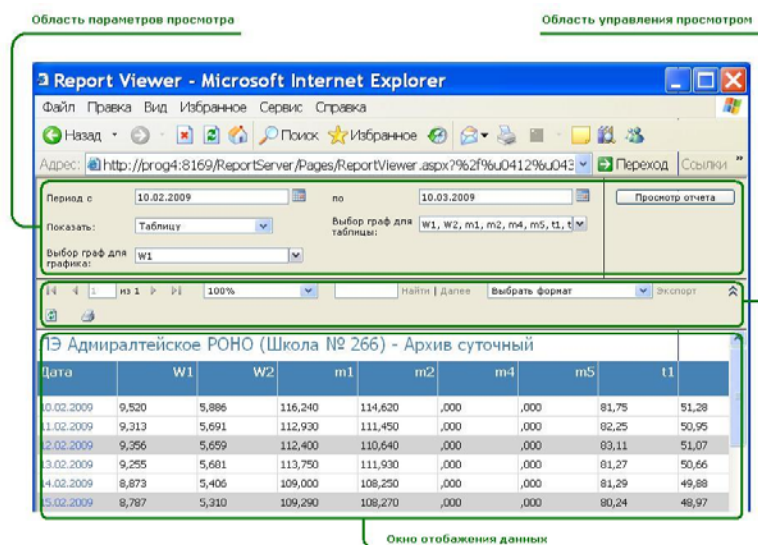 Область параметров просмотра
Область управления просмотром
Report Viewer - Microsoft Internet Explorer
Файл Правка Вид Избранное Сервис Справка
Назад Поиск Избранное
Адрес: http://prog4:8169/ReportServer/Pages/ReportViewer.aspx?%2f%u0412%u043 Переход Ссылки »
Период с 10.02.2009 по 10.03.2009 Просмотр отчета
Показать: Таблицу Выбор граф для таблицы: W1, W2, m1, m2, m4, m5, t1, t
Выбор граф для графика: W1
1 из 1 100% Найти | Далее Выбрать формат Экспорт
ПЭ Адмиралтейское РОНО (Школа № 266) - Архив суточный
Дата W1 W2 m1 m2 m4 m5 t1
10.02.2009 9,520 5,886 116,240 114,620 ,000 ,000 81,75 51,28
11.02.2009 9,313 5,691 112,930 111,450 ,000 ,000 82,25 50,95
12.02.2009 9,356 5,659 112,400 110,640 ,000 ,000 83,11 51,07
13.02.2009 9,255 5,681 113,750 111,930 ,000 ,000 81,27 50,66
14.02.2009 8,873 5,406 109,000 108,250 ,000 ,000 81,29 49,88
15.02.2009 8,787 5,310 109,290 108,270 ,000 ,000 80,24 48,97
Окно отобажения данных